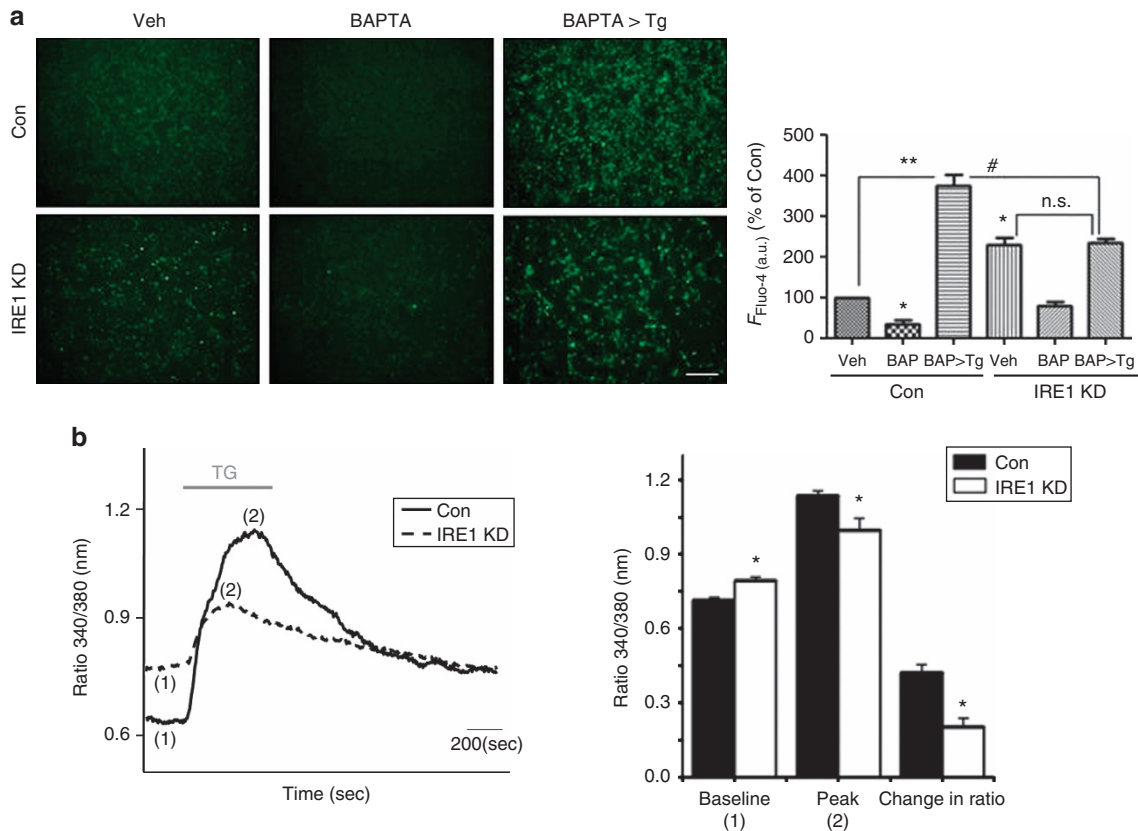 a
Veh BAPTA BAPTA > Tg
Con
IRE1 KD
F Fluo-4 (a.u.) (% of Con)
500
400
300
200
100
0
** #
* n.s.
*
Veh BAP BAP>Tg Veh BAP BAP>Tg
Con IRE1 KD
b
TG
Con
IRE1 KD
Ratio 340/380 (nm)
1.2
0.9
0.6
(2)
(2)
(1)
(1)
200(sec)
Time (sec)
Con
IRE1 KD
Ratio 340/380 (nm)
1.2
0.9
0.6
0.3
0.0
*
*
*
Baseline Peak Change in ratio
(1) (2)